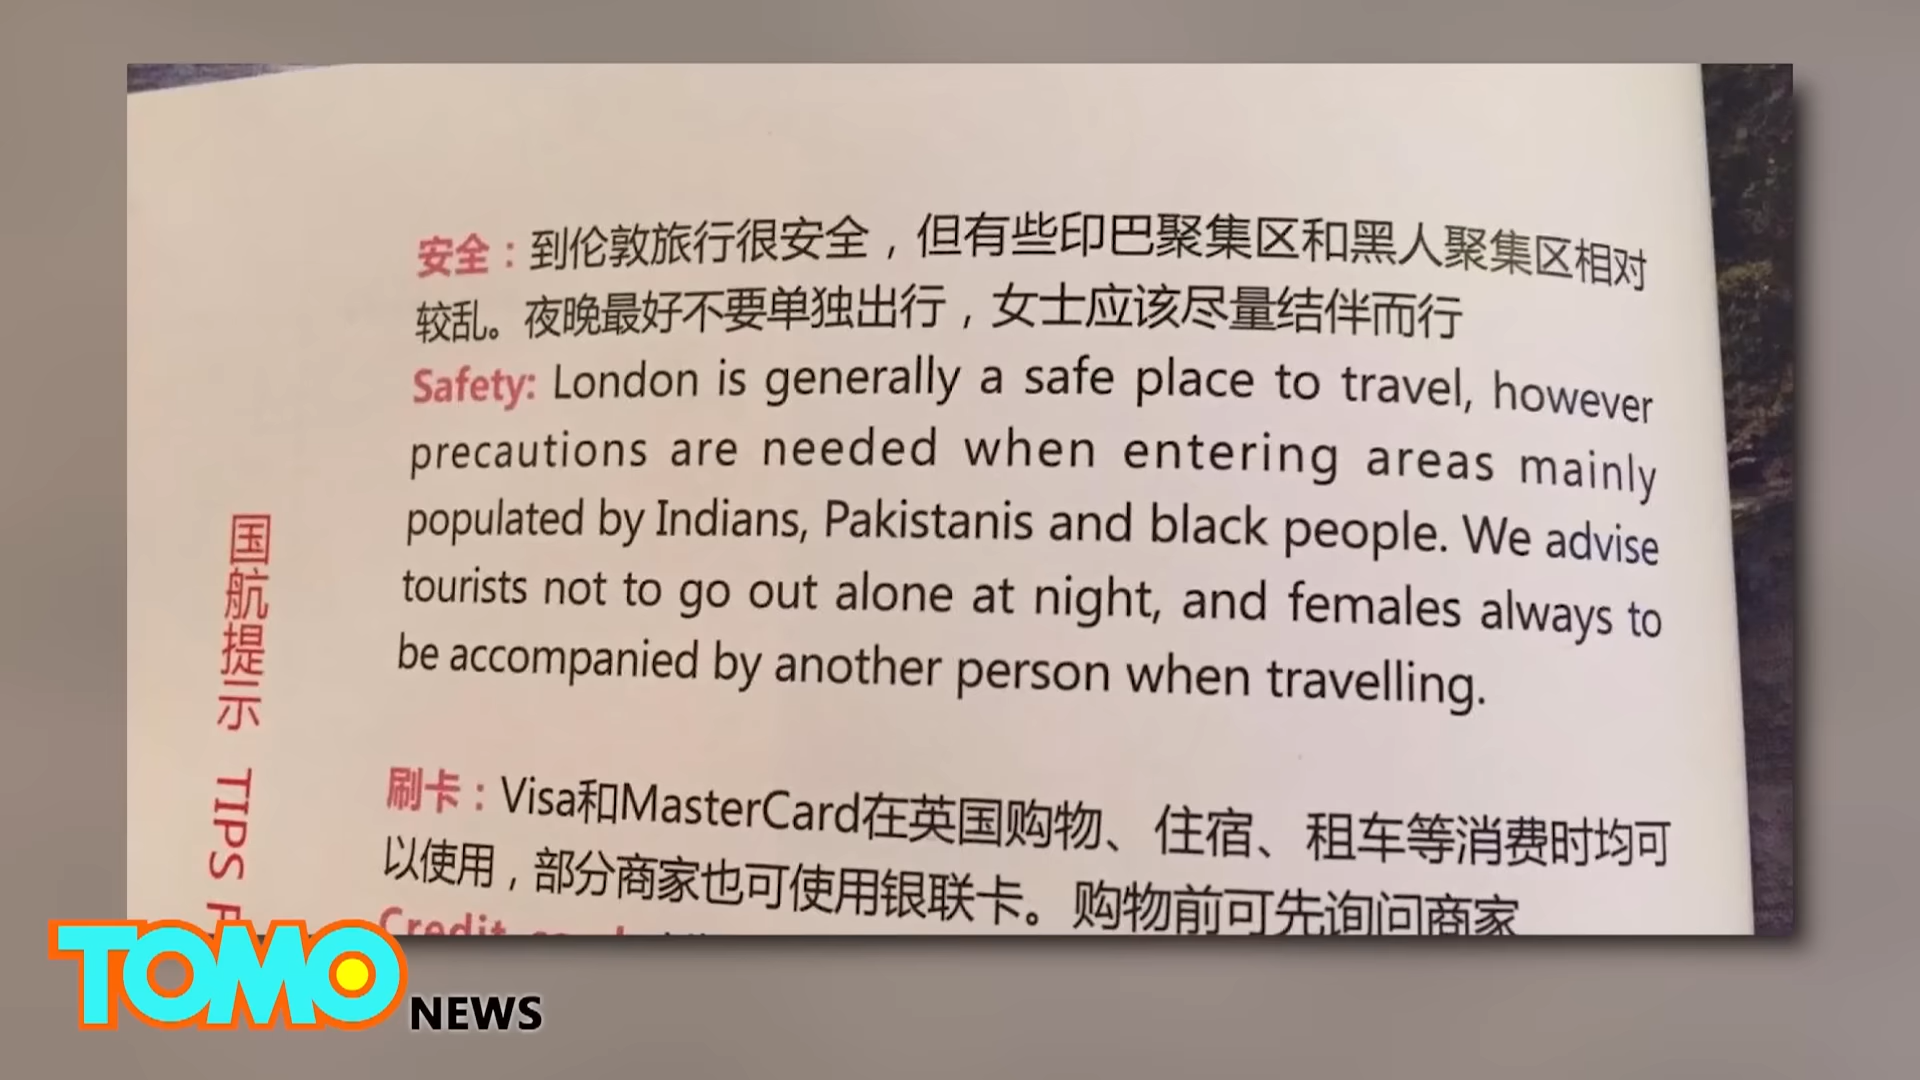 安全：到伦敦旅行很安全，但有些印巴聚集区和黑人聚集区相对
较乱。夜晚最好不要单独出行，女士应该尽量结伴而行
Safety: London is generally a safe place to travel, however
precautions are needed when entering areas mainly
populated by Indians, Pakistanis and black people. We advise
tourists not to go out alone at night, and females always to
be accompanied by another person when travelling.
国航提示 TIPS
刷卡：Visa和MasterCard在英国购物、住宿、租车等消费时均可
以使用，部分商家也可使用银联卡。购物前可先询问商家
Credit
TOMO NEWS